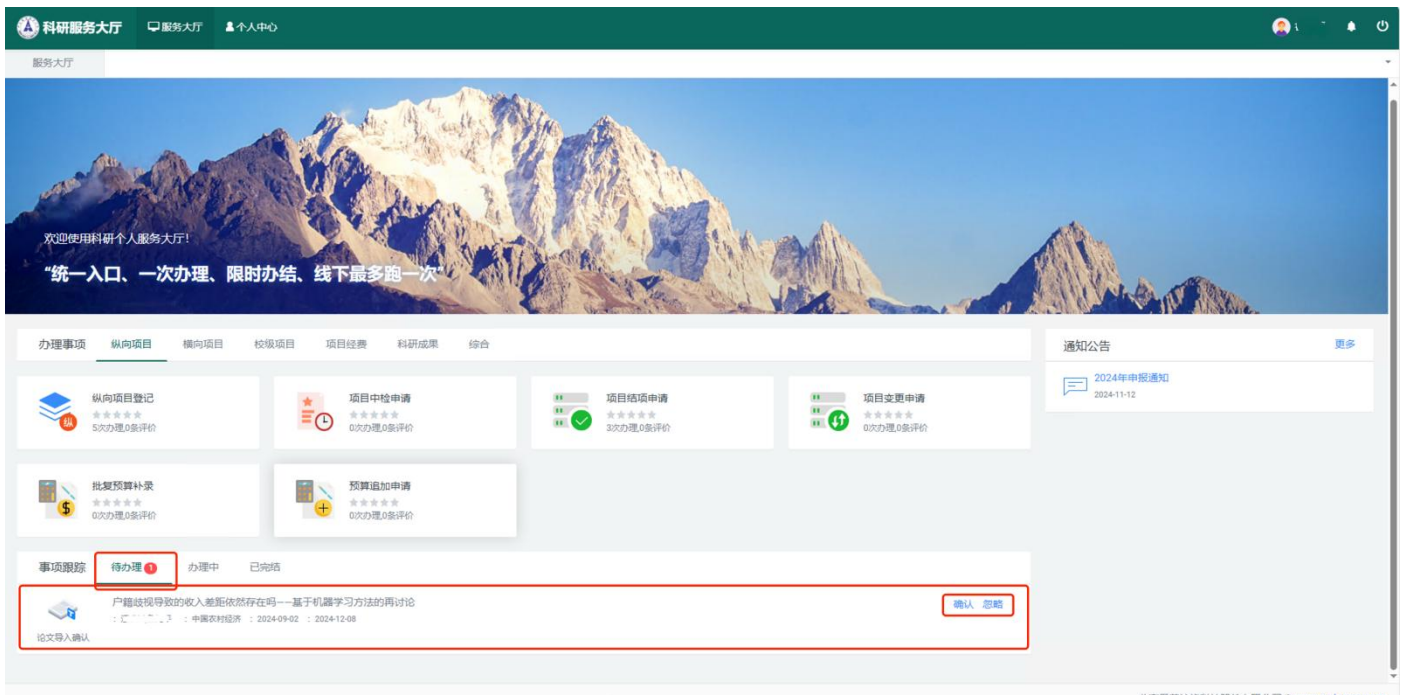 科研服务大厅 服务大厅 个人中心
服务大厅
欢迎使用科研个人服务大厅!
“统一入口、一次办理、限时办结、线下最多跑一次”
办理事项 纵向项目 横向项目 校级项目 项目经费 科研成果 综合
通知公告 更多
2024年申报通知
2024-11-12
纵向项目登记
纵
5次办理,0条评价
项目中检申请
0次办理,0条评价
项目结项申请
3次办理,0条评价
项目变更申请
0次办理,0条评价
批复预算补录
0次办理,0条评价
预算追加申请
0次办理,0条评价
事项跟踪 待办理 1 办理中 已完结
户籍歧视导致的收入差距依然存在吗——基于机器学习方法的再讨论
: 中国农村经济 : 2024-09-02 : 2024-12-08
确认 忽略
论文导入确认